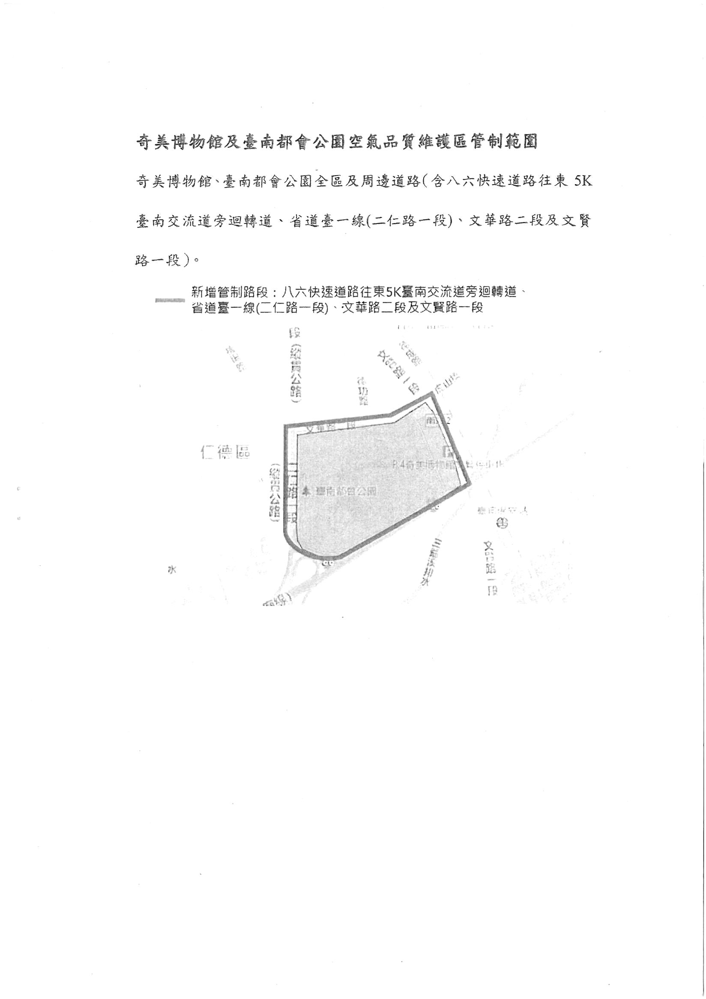 奇美博物館及臺南都會公園空氣品質維護區管制範圍
奇美博物館、臺南都會公園全區及周邊道路(含八六快速道路往東 5K
臺南交流道旁迴轉道、省道臺一線(二仁路一段)、文華路二段及文賢
路一段)。
新增管制路段:八六快速道路往東5K臺南交流道旁迴轉道、
省道臺一線(二仁路一段)、文華路二段及文賢路一段
段(縱貫公路)
仁德區
二仁路一段
(縱貫公路)
臺南都會公園
三爺溪排水
水